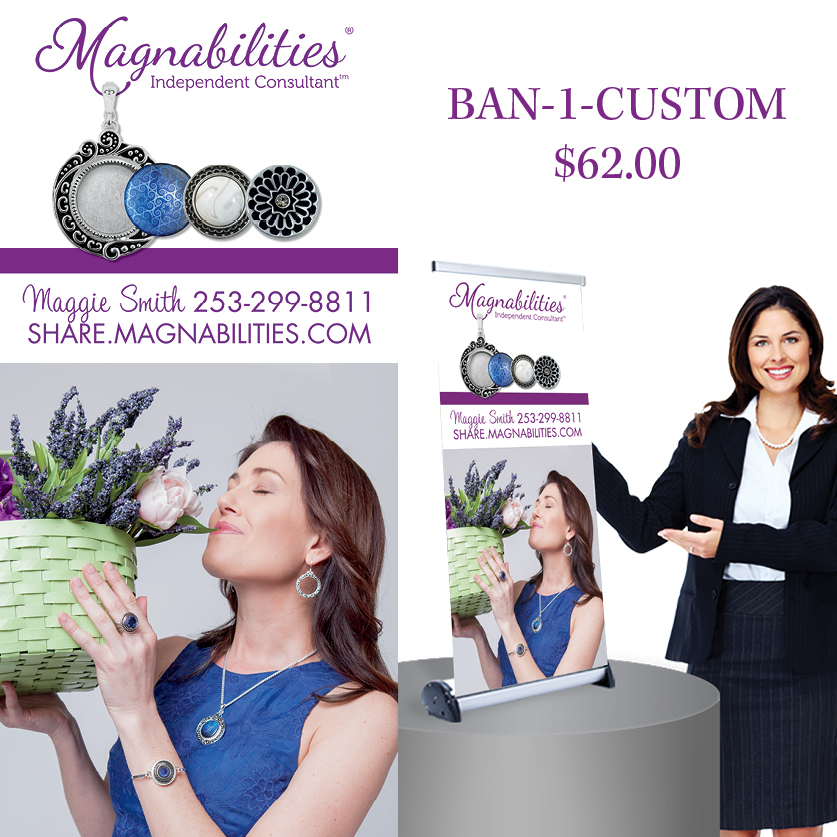 Magnabilities®
Independent Consultant™
Maggie Smith 253-299-8811
SHARE.MAGNABILITIES.COM
BAN-1-CUSTOM
$62.00
Magnabilities®
Independent Consultant™
Maggie Smith 253-299-8811
SHARE.MAGNABILITIES.COM